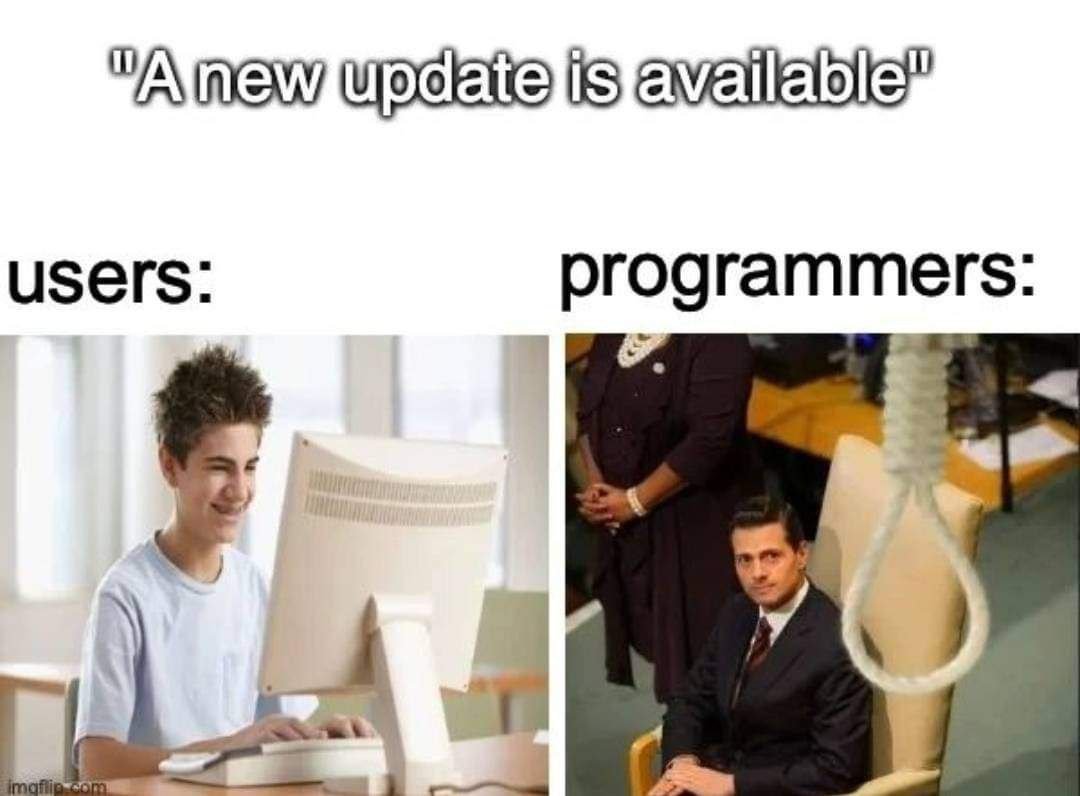 "A new update is available"
users:
programmers:
imgflip.com